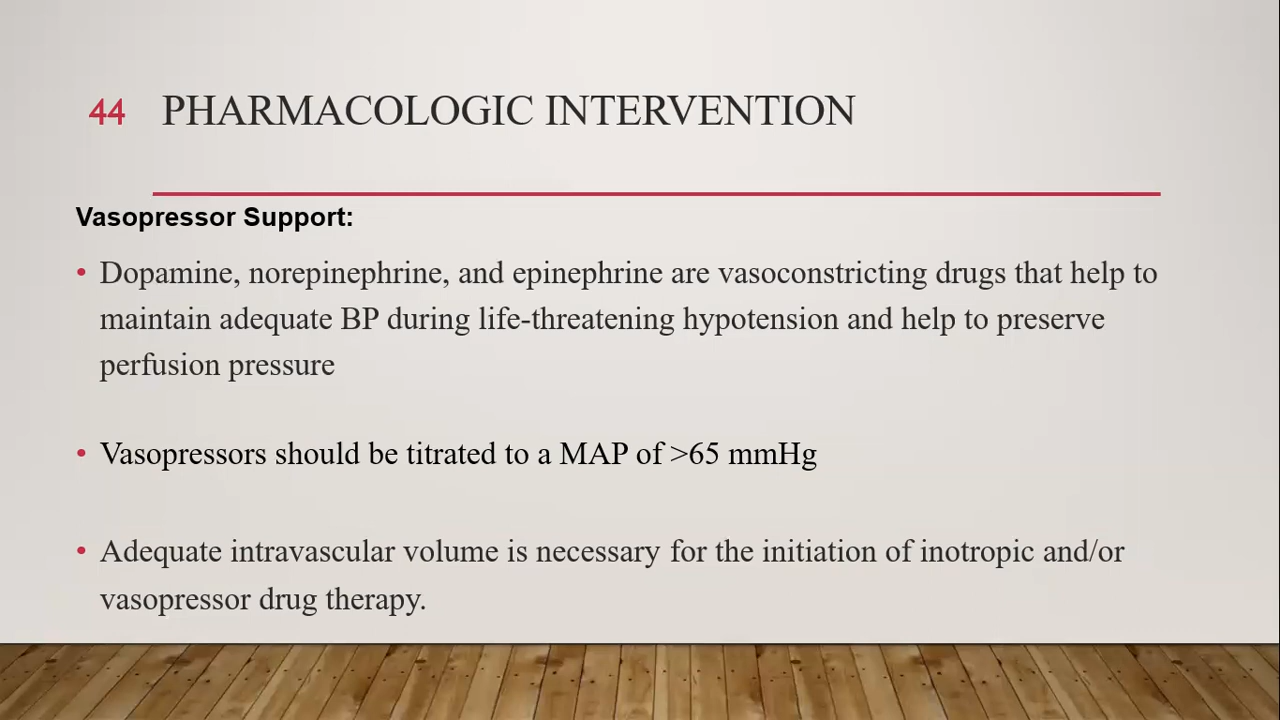 44 PHARMACOLOGIC INTERVENTION
Vasopressor Support:
• Dopamine, norepinephrine, and epinephrine are vasoconstricting drugs that help to
maintain adequate BP during life-threatening hypotension and help to preserve
perfusion pressure
• Vasopressors should be titrated to a MAP of >65 mmHg
• Adequate intravascular volume is necessary for the initiation of inotropic and/or
vasopressor drug therapy.